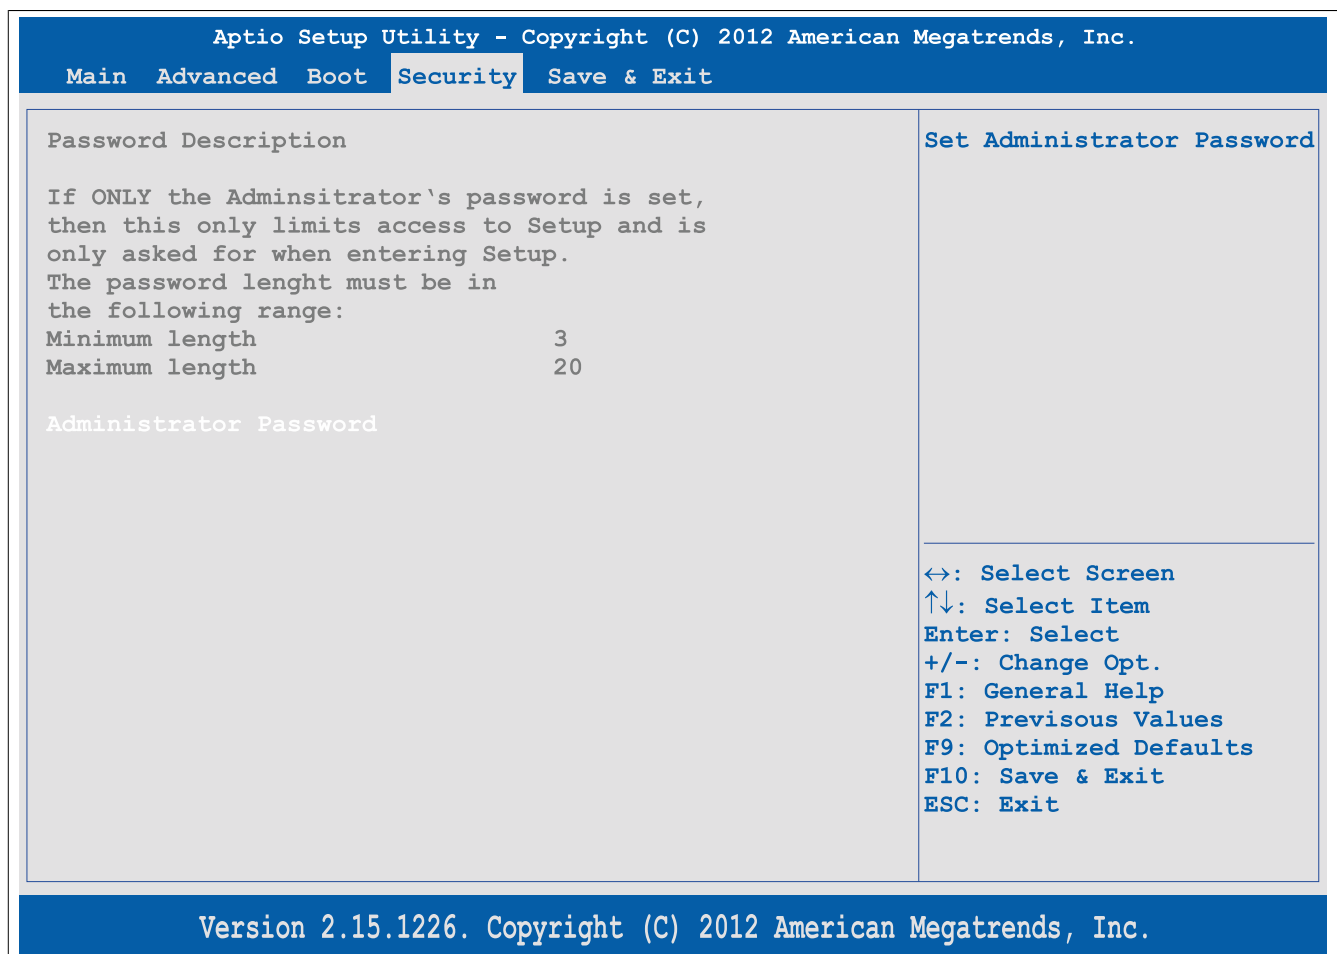 Aptio Setup Utility - Copyright (C) 2012 American Megatrends, Inc.
Main Advanced Boot Security Save & Exit
Password Description
If ONLY the Adminsitrator`s password is set,
then this only limits access to Setup and is
only asked for when entering Setup.
The password lenght must be in
the following range:
Minimum length 3
Maximum length 20
Administrator Password
Set Administrator Password
↔: Select Screen
↑↓: Select Item
Enter: Select
+/-: Change Opt.
F1: General Help
F2: Previsous Values
F9: Optimized Defaults
F10: Save & Exit
ESC: Exit
Version 2.15.1226. Copyright (C) 2012 American Megatrends, Inc.